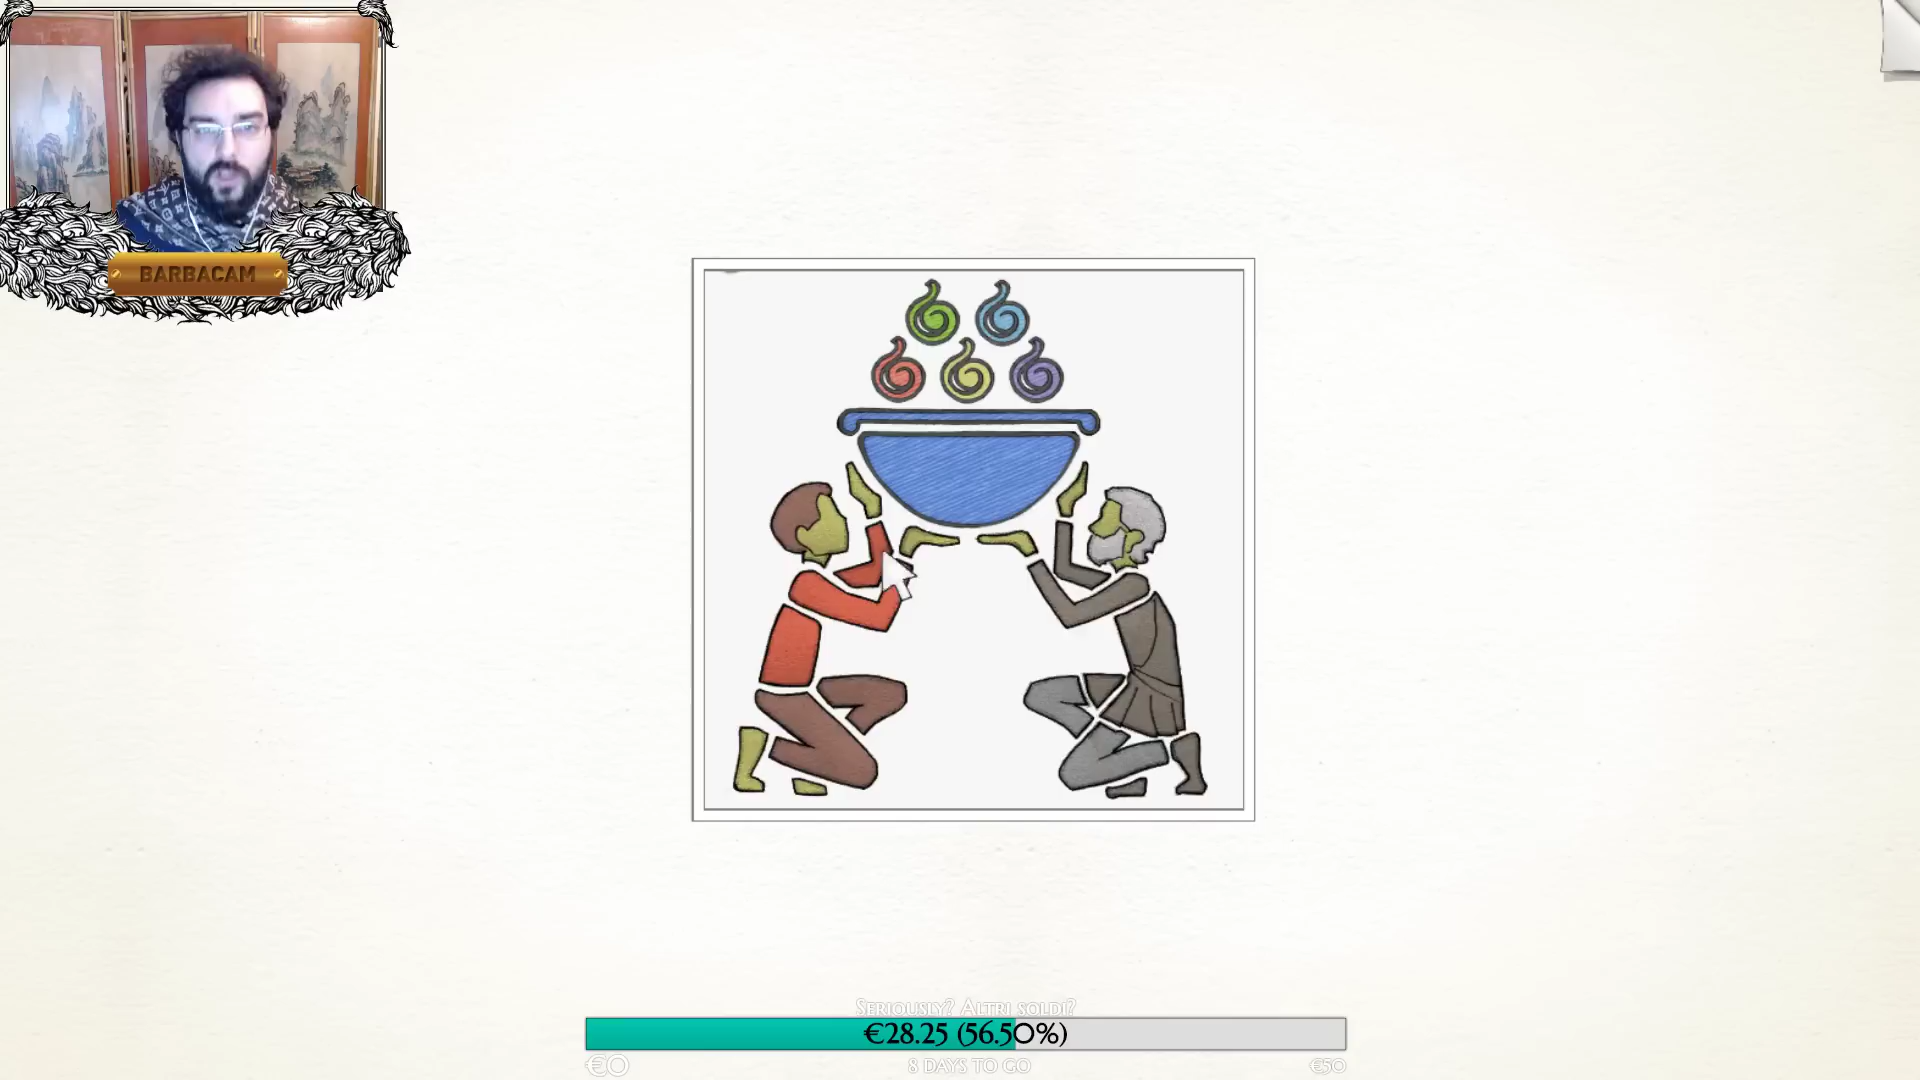 BARBACAM
SERIOUSLY? ALTRI SOLDI?
€28.25 (56.50%)
€0
8 DAYS TO GO
€50